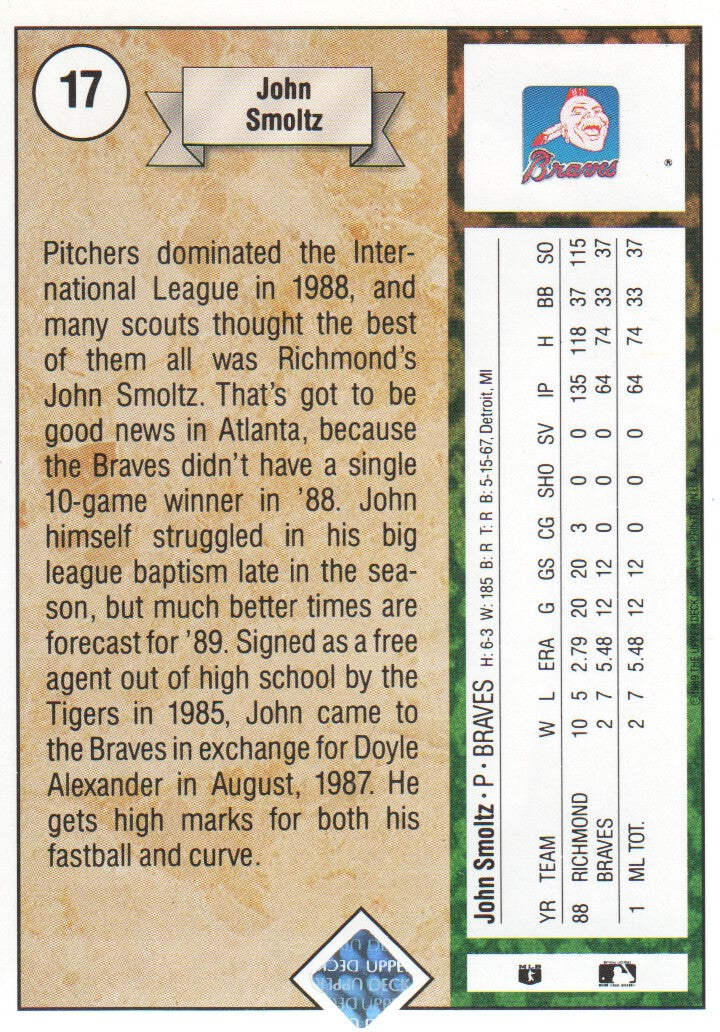 17
John
Smoltz
Pitchers dominated the Inter-
national League in 1988, and
many scouts thought the best
of them all was Richmond's
John Smoltz. That's got to be
good news in Atlanta, because
the Braves didn't have a single
10-game winner in '88. John
himself struggled in his big
league baptism late in the sea-
son, but much better times are
forecast for '89. Signed as a free
agent out of high school by the
Tigers in 1985, John came to
the Braves in exchange for Doyle
Alexander in August, 1987. He
gets high marks for both his
fastball and curve.
Braves
®
John Smoltz · P · BRAVES H: 6-3 W: 185 B: R T: R B: 5-15-67, Detroit, MI
YR TEAM W L ERA G GS CG SHO SV IP H BB SO
88 RICHMOND 10 5 2.79 20 20 3 0 0 135 118 37 115
BRAVES 2 7 5.48 12 12 0 0 0 64 74 33 37
1 ML TOT. 2 7 5.48 12 12 0 0 0 64 74 33 37
©1989 THE UPPER DECK COMPANY
UPPER DECK